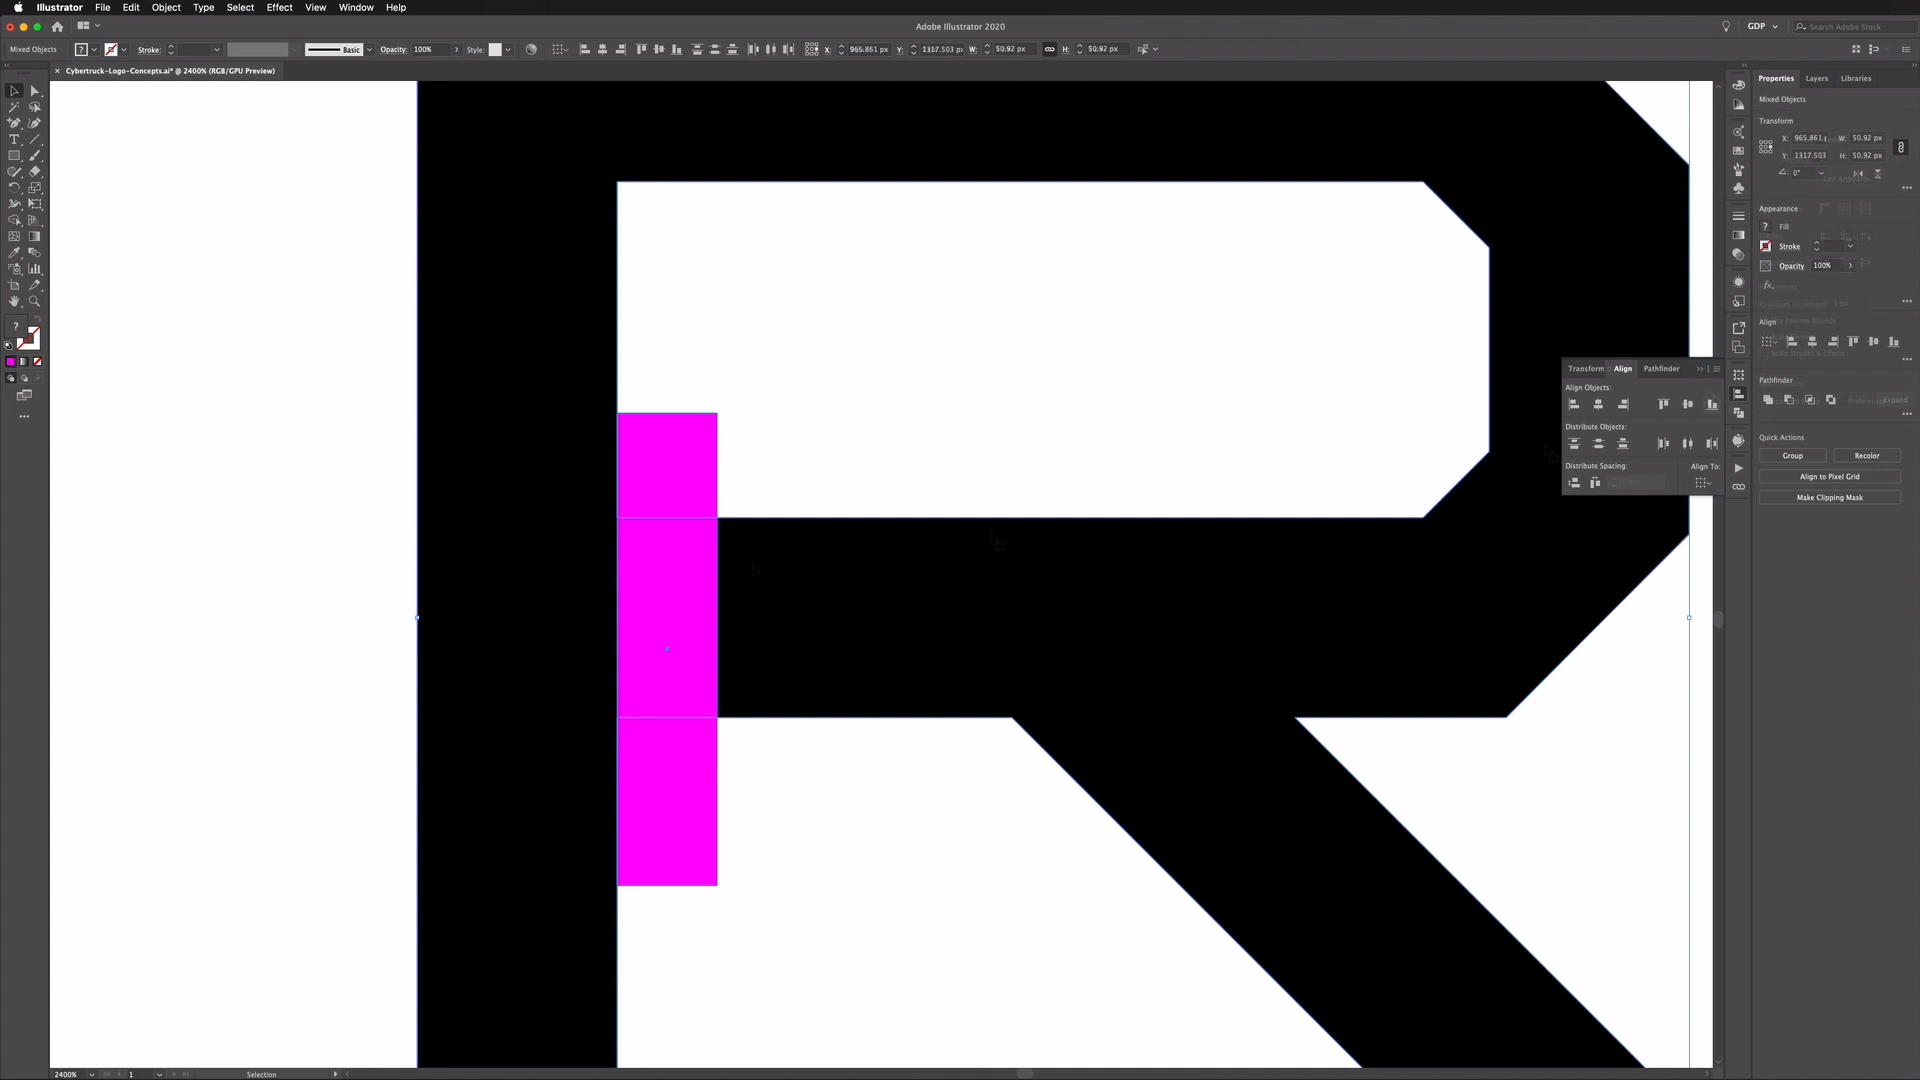 Illustrator File Edit Object Type Select Effect View Window Help
Adobe Illustrator 2020
GDP
Search Adobe Stock
Mixed Objects
?
Stroke:
Basic
Opacity: 100%
Style:
X: 965.861 px
Y: 1317.503 px
W: 50.92 px
H: 50.92 px
Cybertruck-Logo-Concepts.ai* @ 2400% (RGB/GPU Preview)
Properties Layers Libraries
Mixed Objects
Transform
X: 965.861
W: 50.92 px
Y: 1317.503
H: 50.92 px
0°
Appearance
? Fill
Stroke
Opacity 100%
fx.
Align
Scale Strokes & Effects
Pathfinder
Expand
Quick Actions
Group Recolor
Align to Pixel Grid
Make Clipping Mask
Transform Align Pathfinder
Align Objects:
Distribute Objects:
Distribute Spacing: Align To:
?
2400%
1
Selection